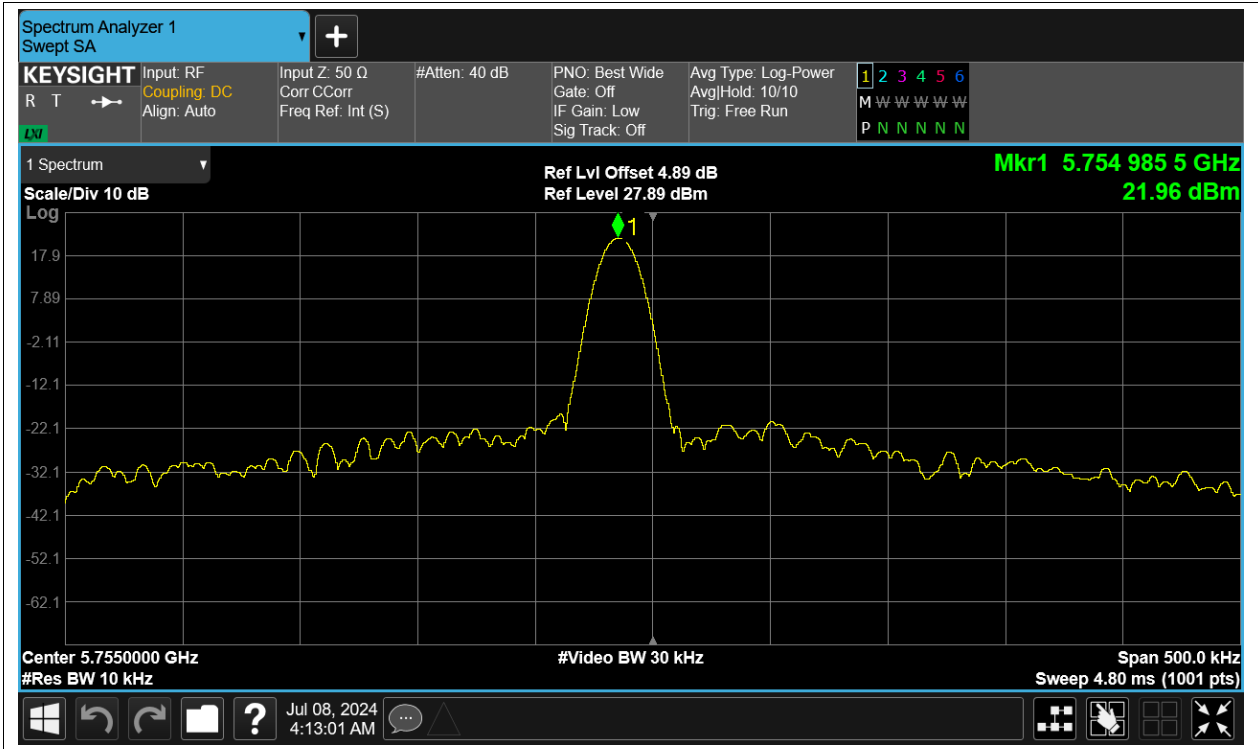 Spectrum Analyzer 1
Swept SA
KEYSIGHT
R T
LXI
Input: RF
Coupling: DC
Align: Auto
Input Z: 50 Ω
Corr CCorr
Freq Ref: Int (S)
#Atten: 40 dB
PNO: Best Wide
Gate: Off
IF Gain: Low
Sig Track: Off
Avg Type: Log-Power
Avg|Hold: 10/10
Trig: Free Run
1 2 3 4 5 6
M W W W W W
P N N N N N
1 Spectrum
Scale/Div 10 dB
Log
Ref Lvl Offset 4.89 dB
Ref Level 27.89 dBm
Mkr1 5.754 985 5 GHz
21.96 dBm
1
17.9
7.89
-2.11
-12.1
-22.1
-32.1
-42.1
-52.1
-62.1
Center 5.7550000 GHz
#Video BW 30 kHz
Span 500.0 kHz
#Res BW 10 kHz
Sweep 4.80 ms (1001 pts)
?
Jul 08, 2024
4:13:01 AM